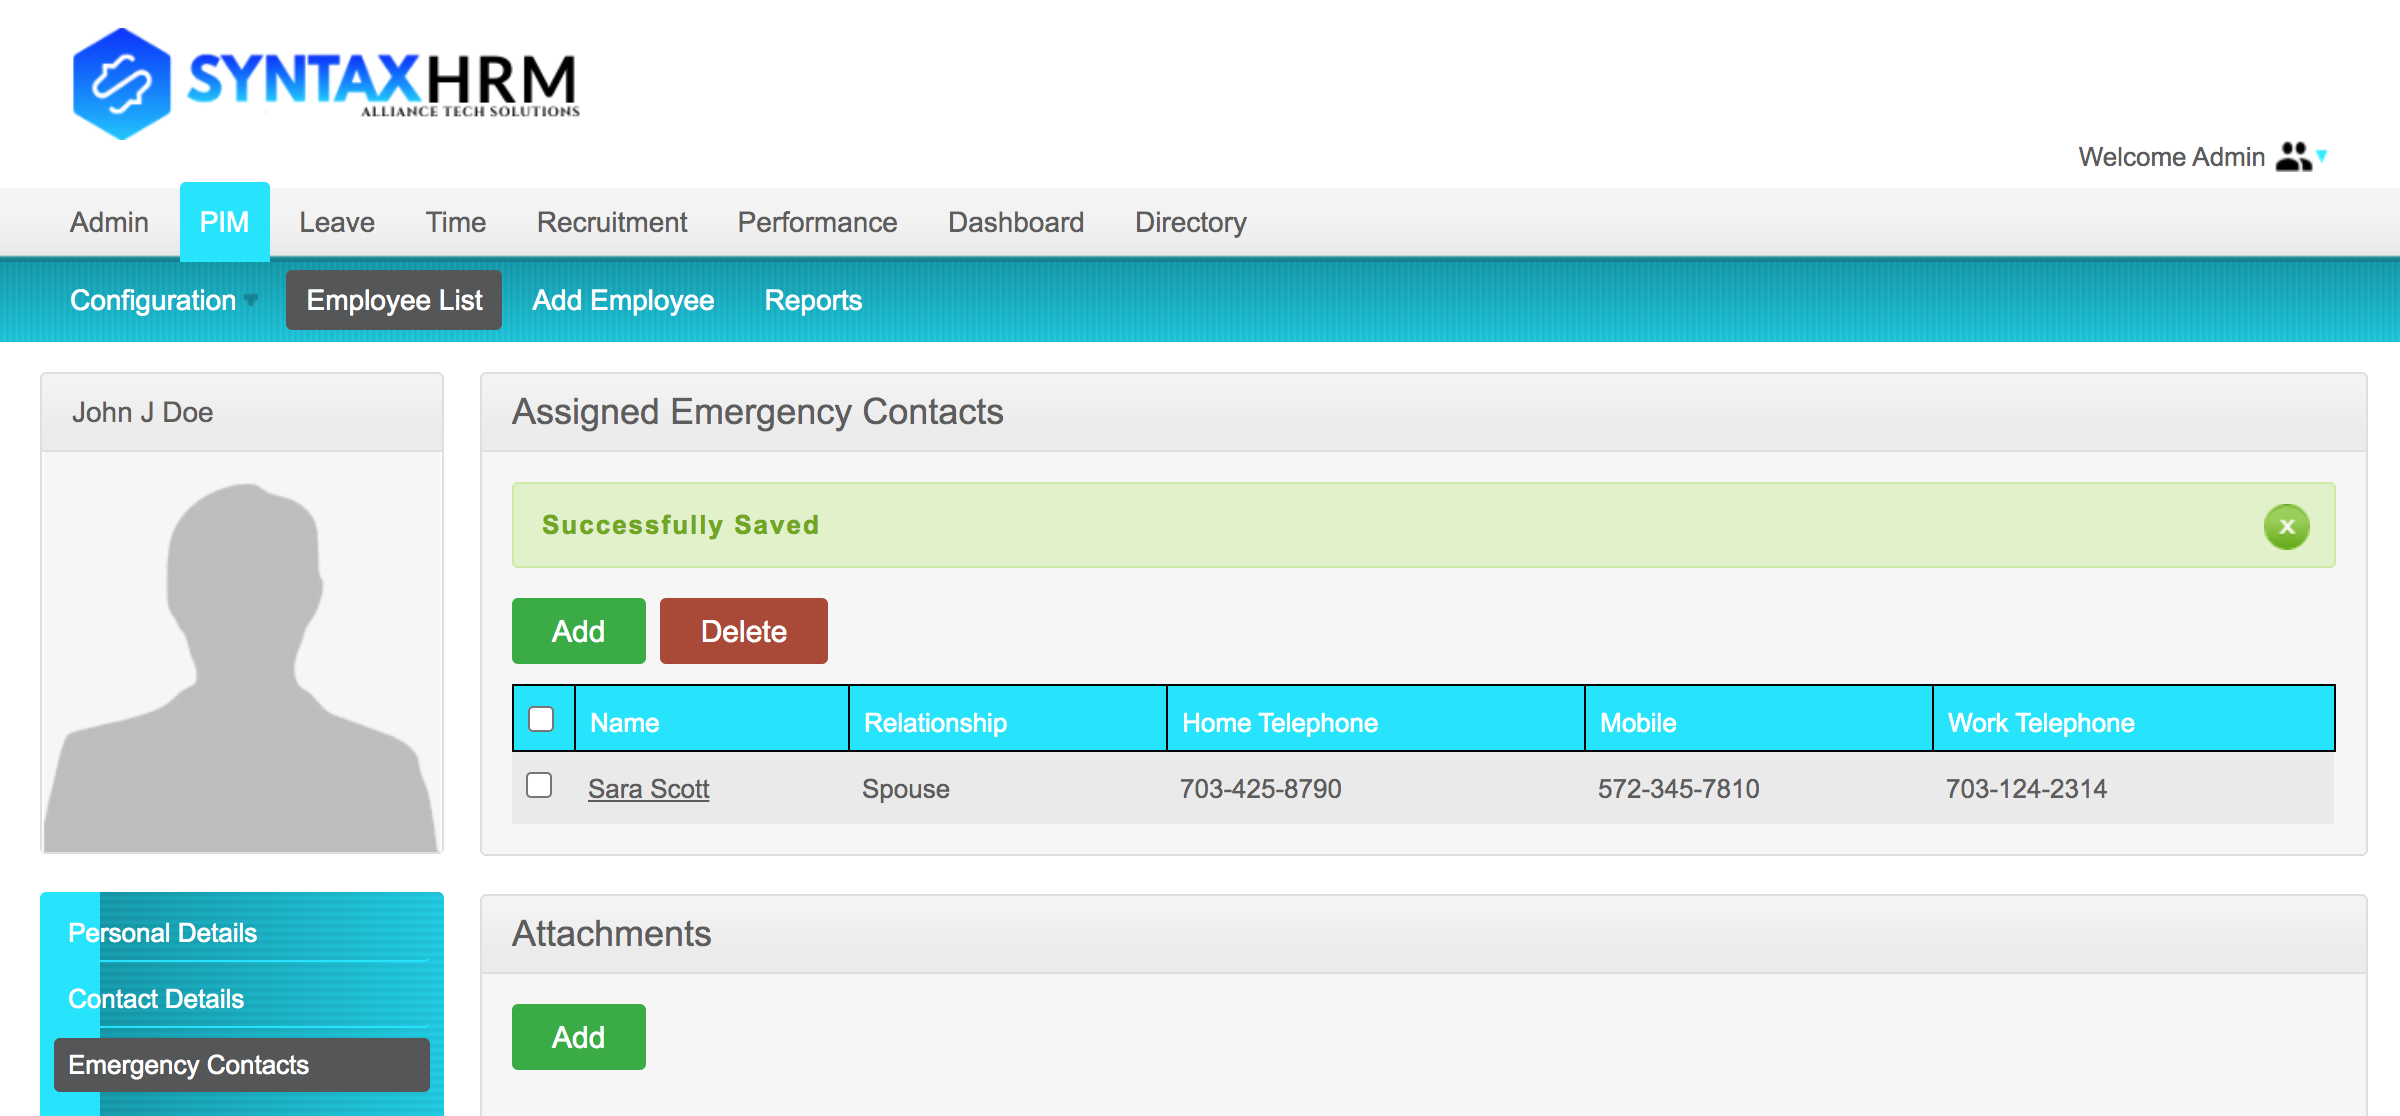 SYNTAXHRM
ALLIANCE TECH SOLUTIONS
Welcome Admin
Admin PIM Leave Time Recruitment Performance Dashboard Directory
Configuration Employee List Add Employee Reports
John J Doe
Assigned Emergency Contacts
Successfully Saved
x
Add Delete
Name Relationship Home Telephone Mobile Work Telephone
Sara Scott Spouse 703-425-8790 572-345-7810 703-124-2314
Personal Details
Contact Details
Emergency Contacts
Attachments
Add